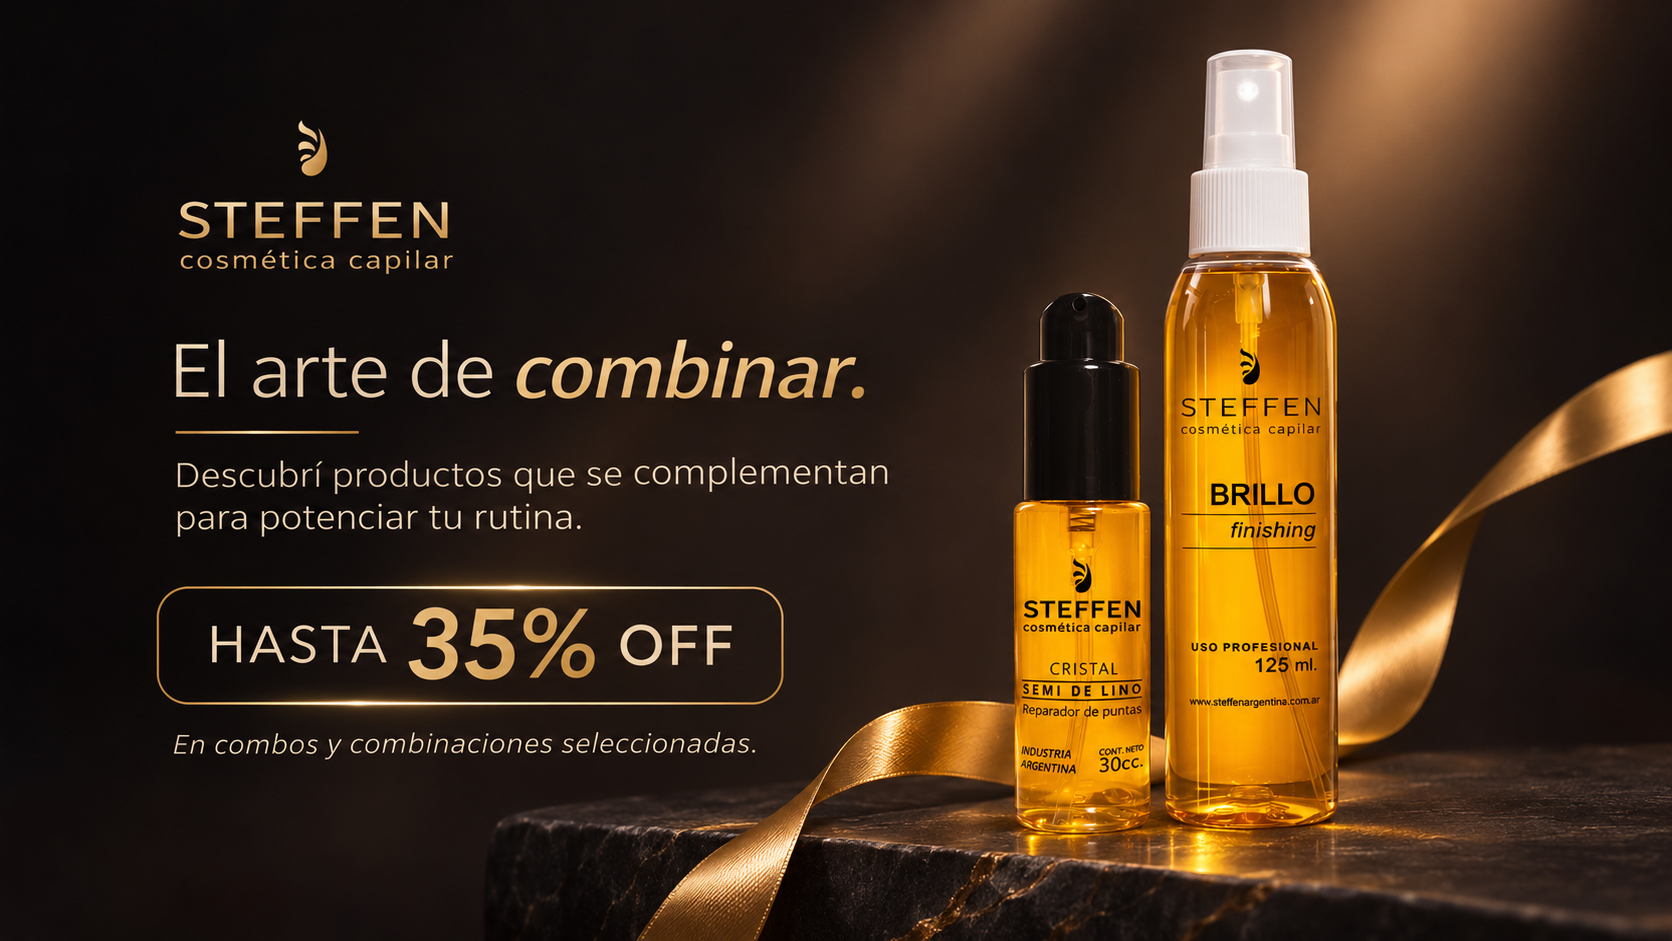 STEFFEN
cosmética capilar
El arte de combinar.
Descubrí productos que se complementan
para potenciar tu rutina.
HASTA 35% OFF
En combos y combinaciones seleccionadas.
STEFFEN
cosmética capilar
CRISTAL
SEMI DE LINO
Reparador de puntas
INDUSTRIA
ARGENTINA
CONT. NETO
30cc.
STEFFEN
cosmética capilar
BRILLO
finishing
USO PROFESIONAL
125 ml.
www.steffenargentina.com.ar